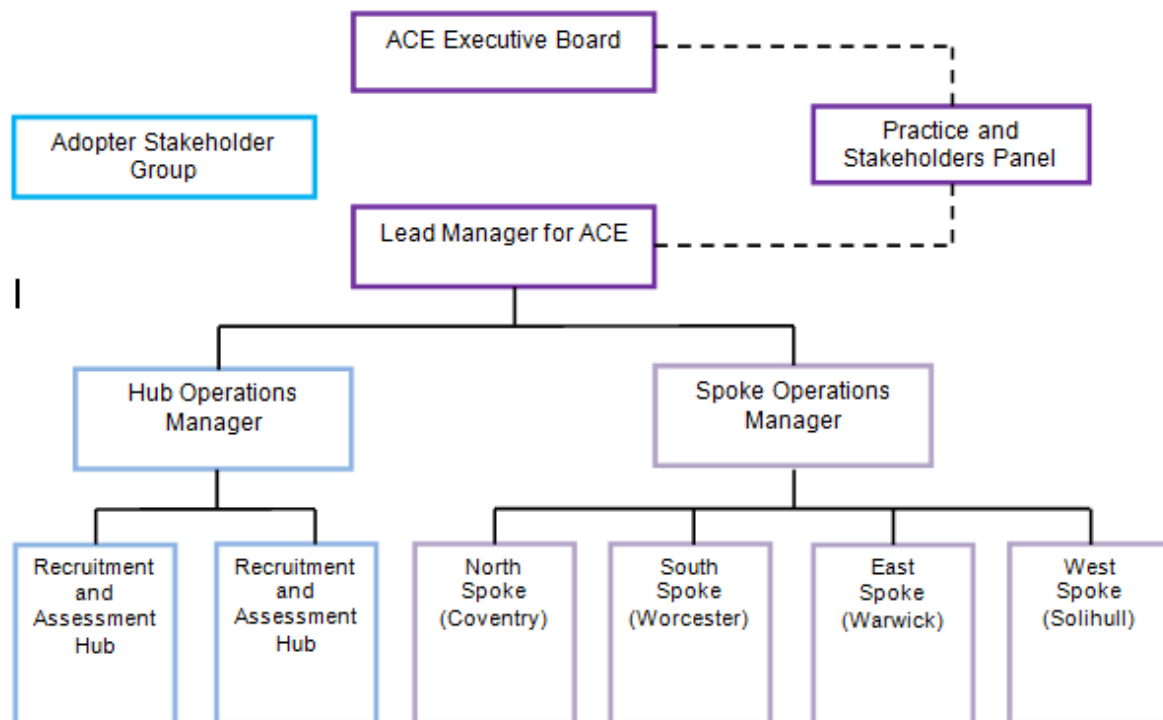 ACE Executive Board
Adopter Stakeholder
Group
Practice and
Stakeholders Panel
Lead Manager for ACE
Hub Operations
Manager
Spoke Operations
Manager
Recruitment
and
Assessment
Hub
Recruitment
and
Assessment
Hub
North
Spoke
(Coventry)
South
Spoke
(Worcester)
East
Spoke
(Warwick)
West
Spoke
(Solihull)